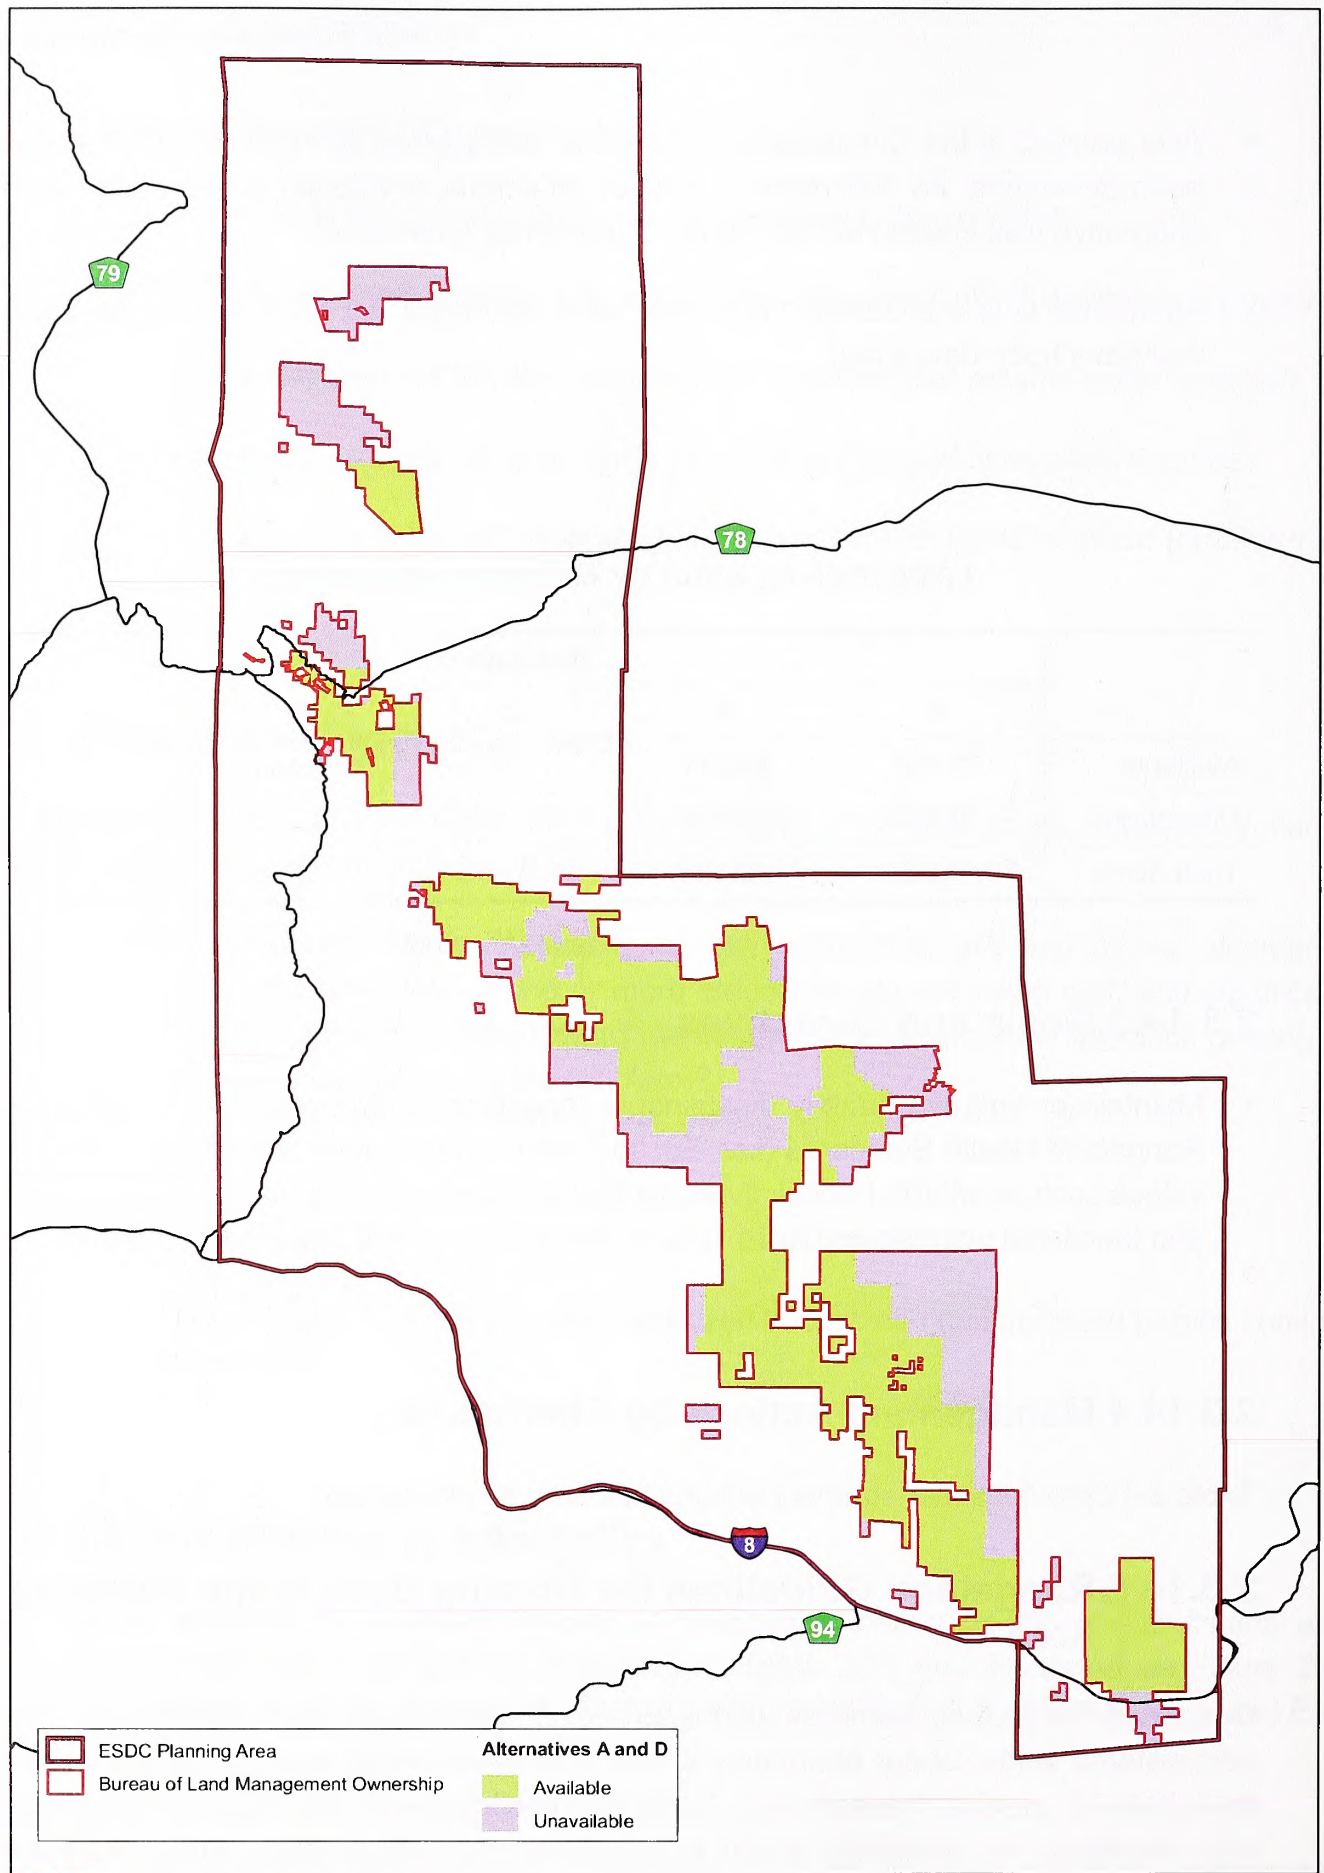 79
78
8
94
ESDC Planning Area
Bureau of Land Management Ownership
Alternatives A and D
Available
Unavailable